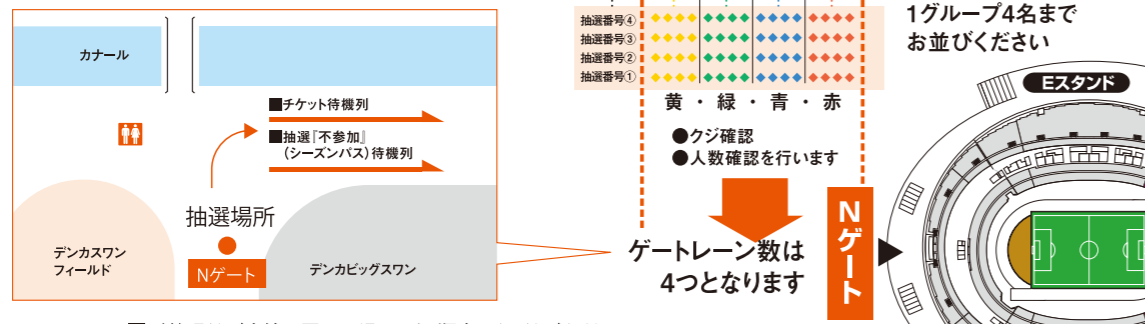 カナール
■チケット待機列
■抽選『不参加』
(シーズンパス)待機列
抽選場所
デンカスワン
フィールド
Nゲート
デンカビッグスワン
抽選番号④
抽選番号③
抽選番号②
抽選番号①
黄・緑・青・赤
●クジ確認
●人数確認を行います
ゲートレーン数は
4つとなります
Nゲート
1グループ4名まで
お並びください
Eスタンド